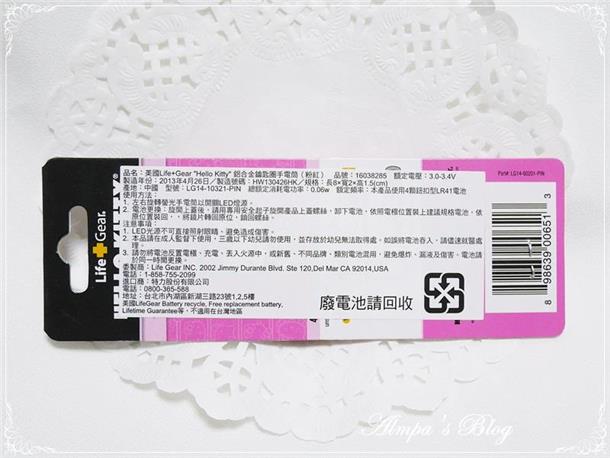 Life Gear®
品名:美國Life+Gear "Hello Kitty" 鋁合金鑰匙圈手電筒(粉紅) 品號:16038285 額定電壓:3.0-3.4V
製造年份:2013年4月26日/製造號碼:HW130426HK/規格:長8*寬2*高1.5(cm)
產地:中國 型號:LG14-10321-PIN 總額定消耗電功率:0.06w 額定頻率:本產品使用4顆鈕扣型LR41電池
使用方法:
1. 左右旋轉螢光手電筒以開關LED燈源。
2. 電池更換:旋開上蓋後,請用專用安全起子旋開產品上蓋螺絲,卸下電池,依照電極位置裝上建議規格電池,依
原位置裝回,將鏡片轉回原位,鎖回螺絲。
注意事項:
1. LED光源不可直接照射眼睛,避免造成傷害。
2. 本產品請在成人監督下使用,三歲以下幼兒請勿使用,並存放於幼兒無法取得處。如誤將電池吞入,請儘速就醫處
理。
3. 請勿將電池反置電極、充電、丟入火源中,或新舊、不同品牌、類別電池混用,避免爆炸、漏液及傷害。電池請
於同一時間更換。
委製商:Life Gear INC. 2002 Jimmy Durante Blvd. Ste 120,Del Mar CA 92014,USA
電話:1-858-755-2099
進口商:特力股份有限公司
電話:0800-365-588
地址:台北市內湖區新湖三路23號1,2,5樓
美國LifeGear Battery recycle, Free replacement battery,
Lifetime Guarantee等,不適用在台灣地區
廢電池請回收
Part#: LG14-60201-PIN
8 98639 00651 3
Almpa's Blog